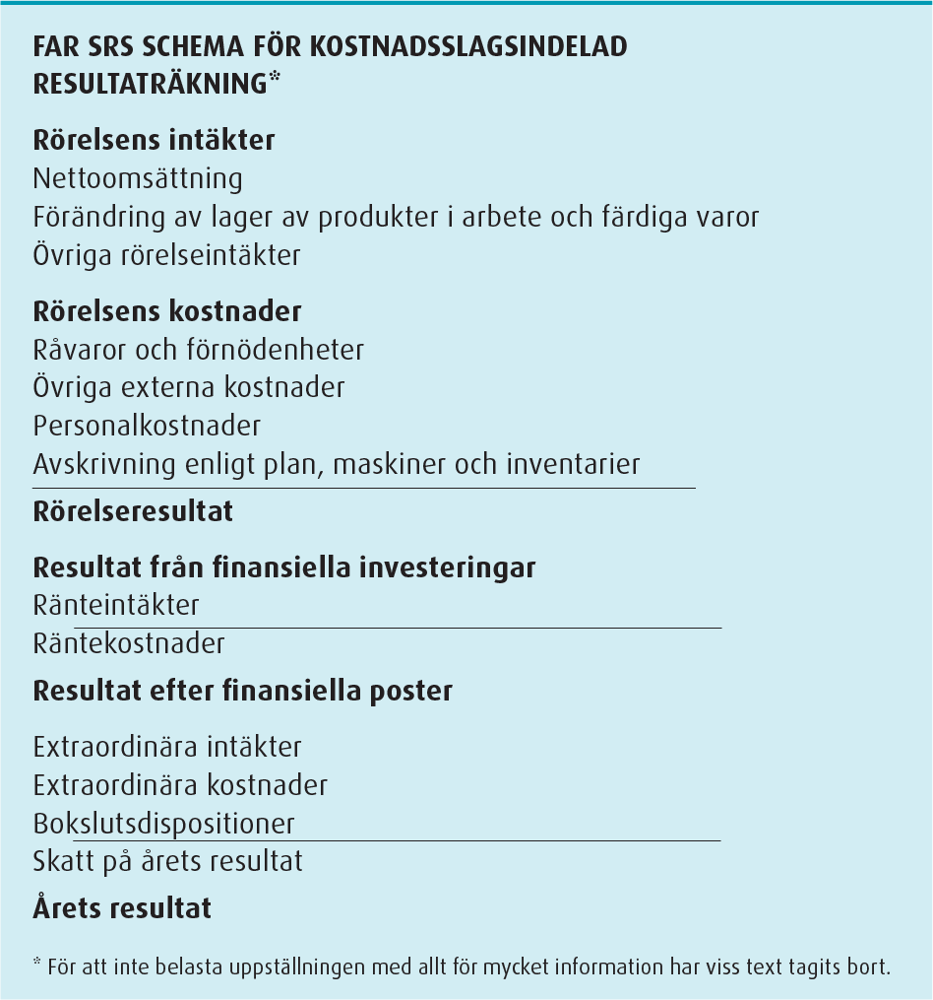 FAR SRS SCHEMA FÖR KOSTNADSSLAGSINDELAD
RESULTATRÄKNING*
Rörelsens intäkter
Nettoomsättning
Förändring av lager av produkter i arbete och färdiga varor
Övriga rörelseintäkter
Rörelsens kostnader
Råvaror och förnödenheter
Övriga externa kostnader
Personalkostnader
Avskrivning enligt plan, maskiner och inventarier
Rörelseresultat
Resultat från finansiella investeringar
Ränteintäkter
Räntekostnader
Resultat efter finansiella poster
Extraordinära intäkter
Extraordinära kostnader
Bokslutsdispositioner
Skatt på årets resultat
Årets resultat
* För att inte belasta uppställningen med allt för mycket information har viss text tagits bort.